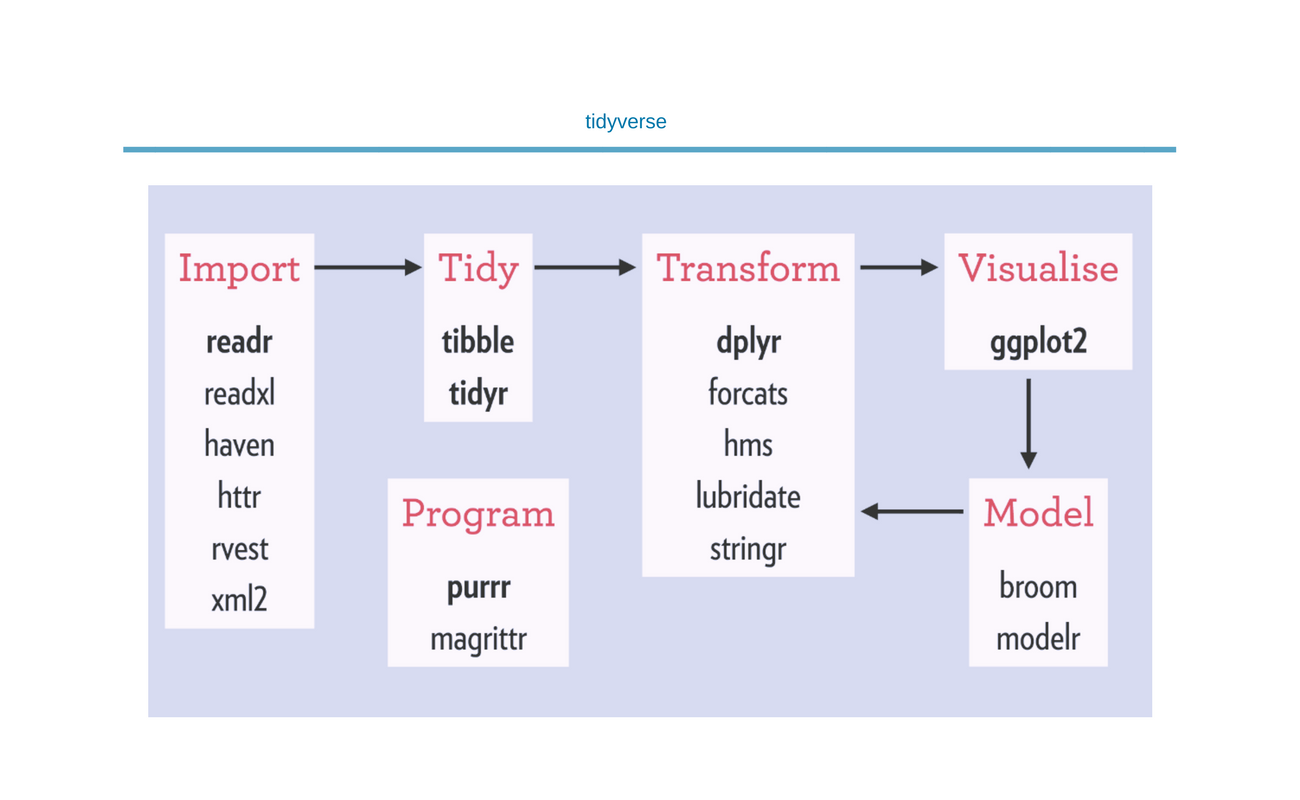 tidyverse
Import
readr
readxl
haven
httr
rvest
xml2
Tidy
tibble
tidyr
Program
purrr
magrittr
Transform
dplyr
forcats
hms
lubridate
stringr
Visualise
ggplot2
Model
broom
modelr